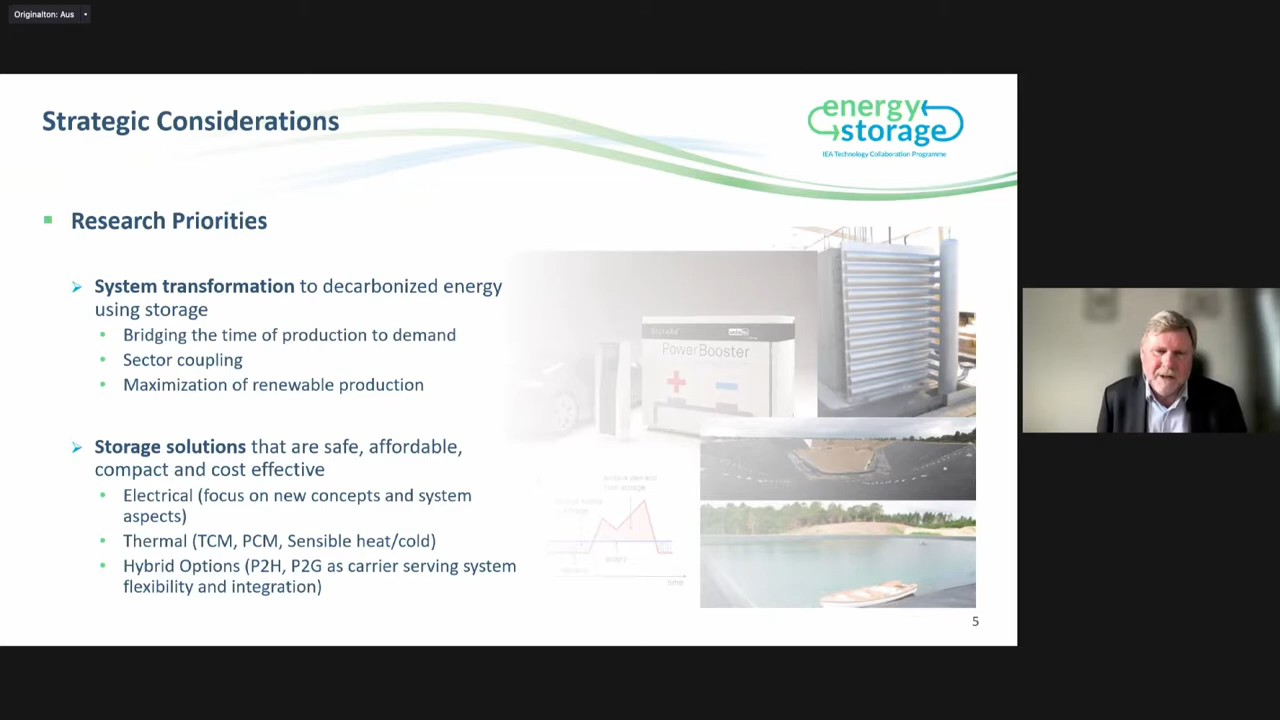 Originalton: Aus
Strategic Considerations
energy
storage
IEA Technology Collaboration Programme
Research Priorities
System transformation to decarbonized energy
using storage
Bridging the time of production to demand
Sector coupling
Maximization of renewable production
PowerBooster
Storage solutions that are safe, affordable,
compact and cost effective
Electrical (focus on new concepts and system
aspects)
Thermal (TCM, PCM, Sensible heat/cold)
Hybrid Options (P2H, P2G as carrier serving system
flexibility and integration)
time
5